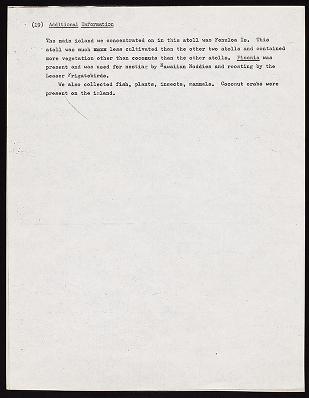 (19) Additional Information
The main island we concentrated on in this atoll was Fenuloa Is. This
atoll was much less cultivated than the other two atolls and contained
more vegetation other than coconuts than the other atolls. Pisonia was
present and was used for nesting by Hawaiian Noddies and roosting by the
Lesser Frigatebirds.
We also collected fish, plants, insects, mammals. Coconut crabs were
present on the island.